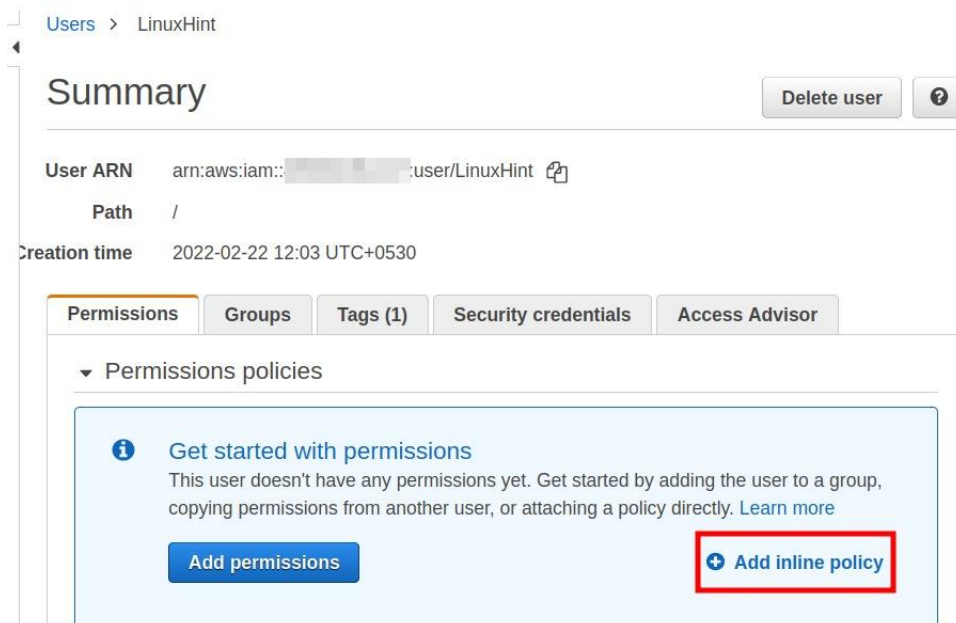 Users > LinuxHint
Summary
Delete user
User ARN arn:aws:iam:: :user/LinuxHint
Path /
Creation time 2022-02-22 12:03 UTC+0530
Permissions Groups Tags (1) Security credentials Access Advisor
Permissions policies
Get started with permissions
This user doesn't have any permissions yet. Get started by adding the user to a group,
copying permissions from another user, or attaching a policy directly. Learn more
Add permissions Add inline policy